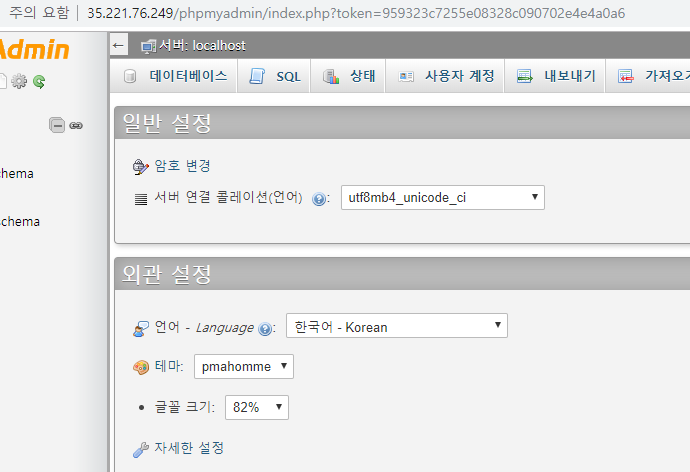 주의 요함 | 35.221.76.249/phpmyadmin/index.php?token=959323c7255e08328c090702e4e4a0a6
Admin
← 서버: localhost
데이터베이스 SQL 상태 사용자 계정 내보내기 가져오기
일반 설정
암호 변경
chema
서버 연결 콜레이션(언어) : utf8mb4_unicode_ci
schema
외관 설정
언어 - Language : 한국어 - Korean
테마: pmahomme
• 글꼴 크기: 82%
자세한 설정